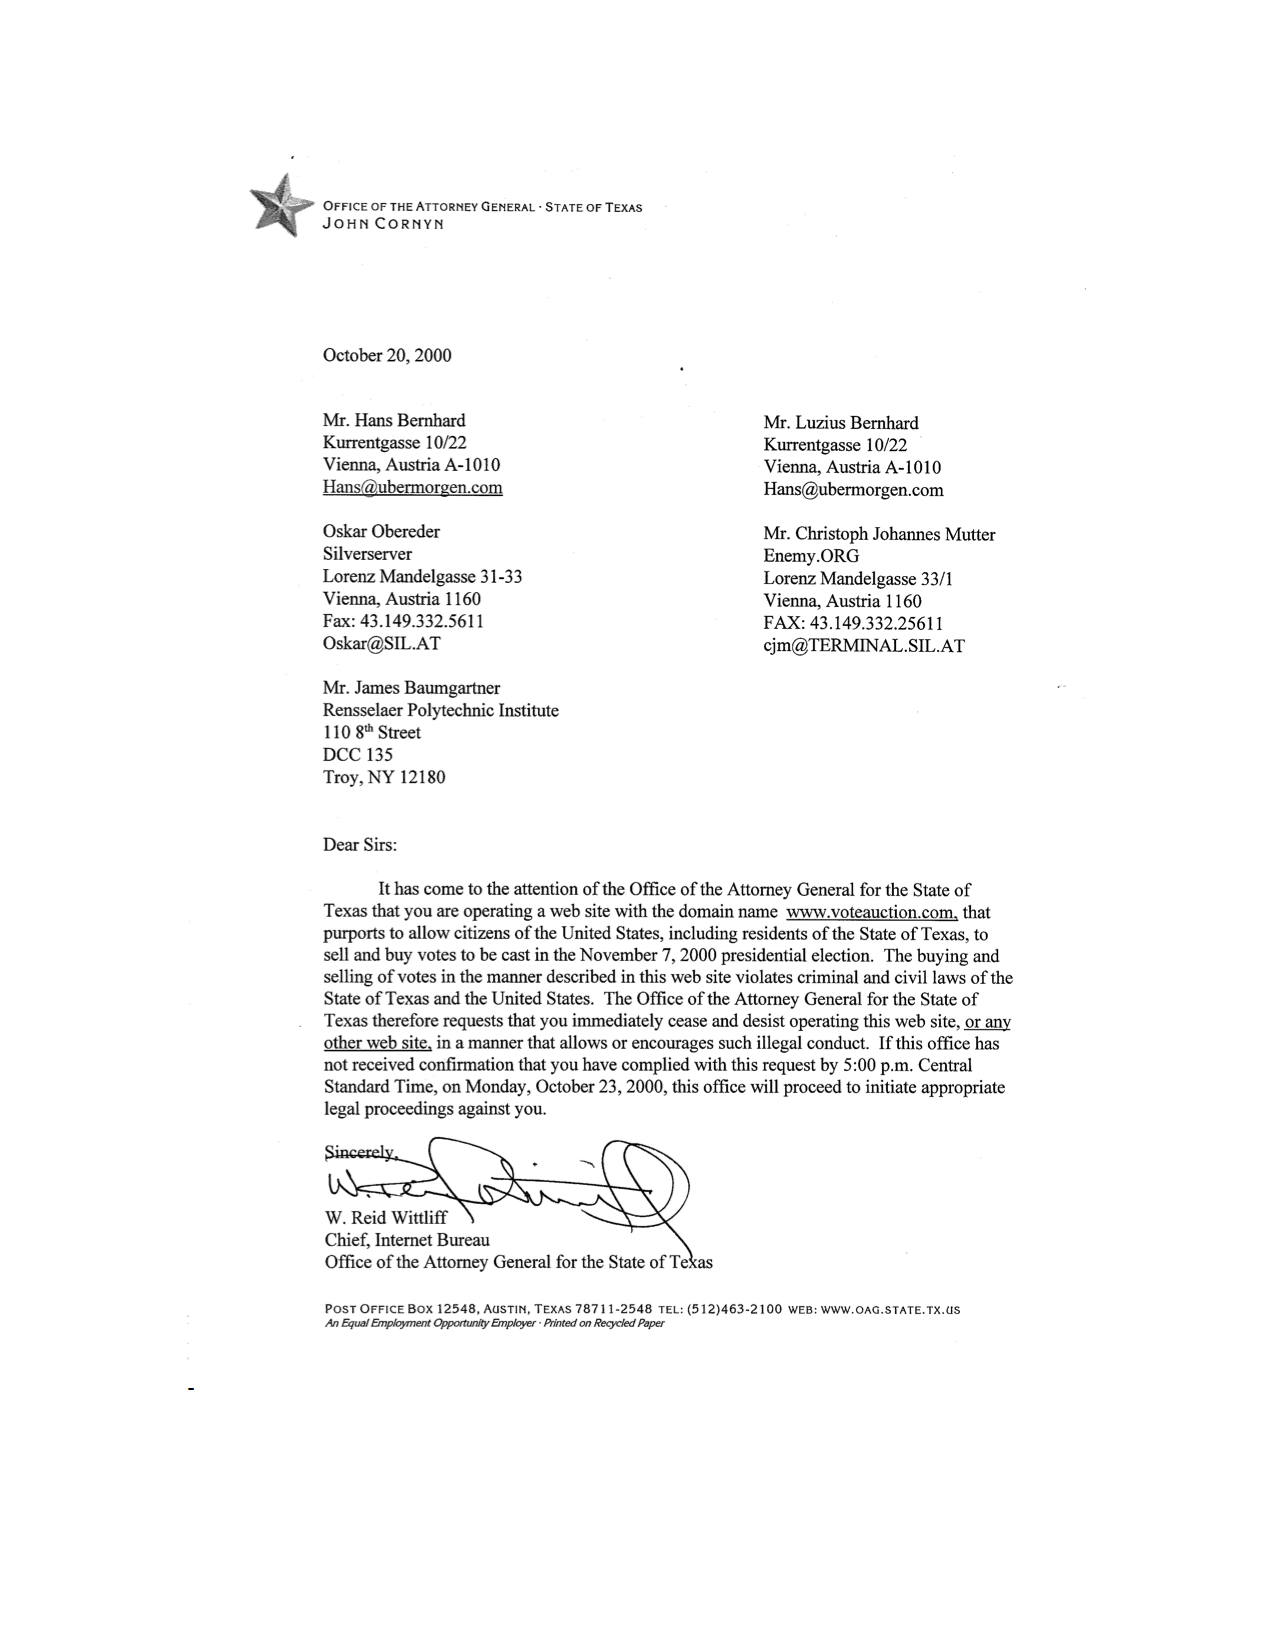 OFFICE OF THE ATTORNEY GENERAL · STATE OF TEXAS
JOHN CORNYN
October 20, 2000
Mr. Hans Bernhard
Kurrentgasse 10/22
Vienna, Austria A-1010
Hans@ubermorgen.com
Mr. Luzius Bernhard
Kurrentgasse 10/22
Vienna, Austria A-1010
Hans@ubermorgen.com
Oskar Obereder
Silverserver
Lorenz Mandelgasse 31-33
Vienna, Austria 1160
Fax: 43.149.332.5611
Oskar@SIL.AT
Mr. Christoph Johannes Mutter
Enemy.ORG
Lorenz Mandelgasse 33/1
Vienna, Austria 1160
FAX: 43.149.332.25611
cjm@TERMINAL.SIL.AT
Mr. James Baumgartner
Rensselaer Polytechnic Institute
110 8th Street
DCC 135
Troy, NY 12180
Dear Sirs:
It has come to the attention of the Office of the Attorney General for the State of
Texas that you are operating a web site with the domain name www.voteauction.com, that
purports to allow citizens of the United States, including residents of the State of Texas, to
sell and buy votes to be cast in the November 7, 2000 presidential election. The buying and
selling of votes in the manner described in this web site violates criminal and civil laws of the
State of Texas and the United States. The Office of the Attorney General for the State of
Texas therefore requests that you immediately cease and desist operating this web site, or any
other web site, in a manner that allows or encourages such illegal conduct. If this office has
not received confirmation that you have complied with this request by 5:00 p.m. Central
Standard Time, on Monday, October 23, 2000, this office will proceed to initiate appropriate
legal proceedings against you.
Sincerely,
W. Reid Wittliff
Chief, Internet Bureau
Office of the Attorney General for the State of Texas
POST OFFICE BOX 12548, AUSTIN, TEXAS 78711-2548 TEL: (512)463-2100 WEB: WWW.OAG.STATE.TX.US
An Equal Employment Opportunity Employer · Printed on Recycled Paper